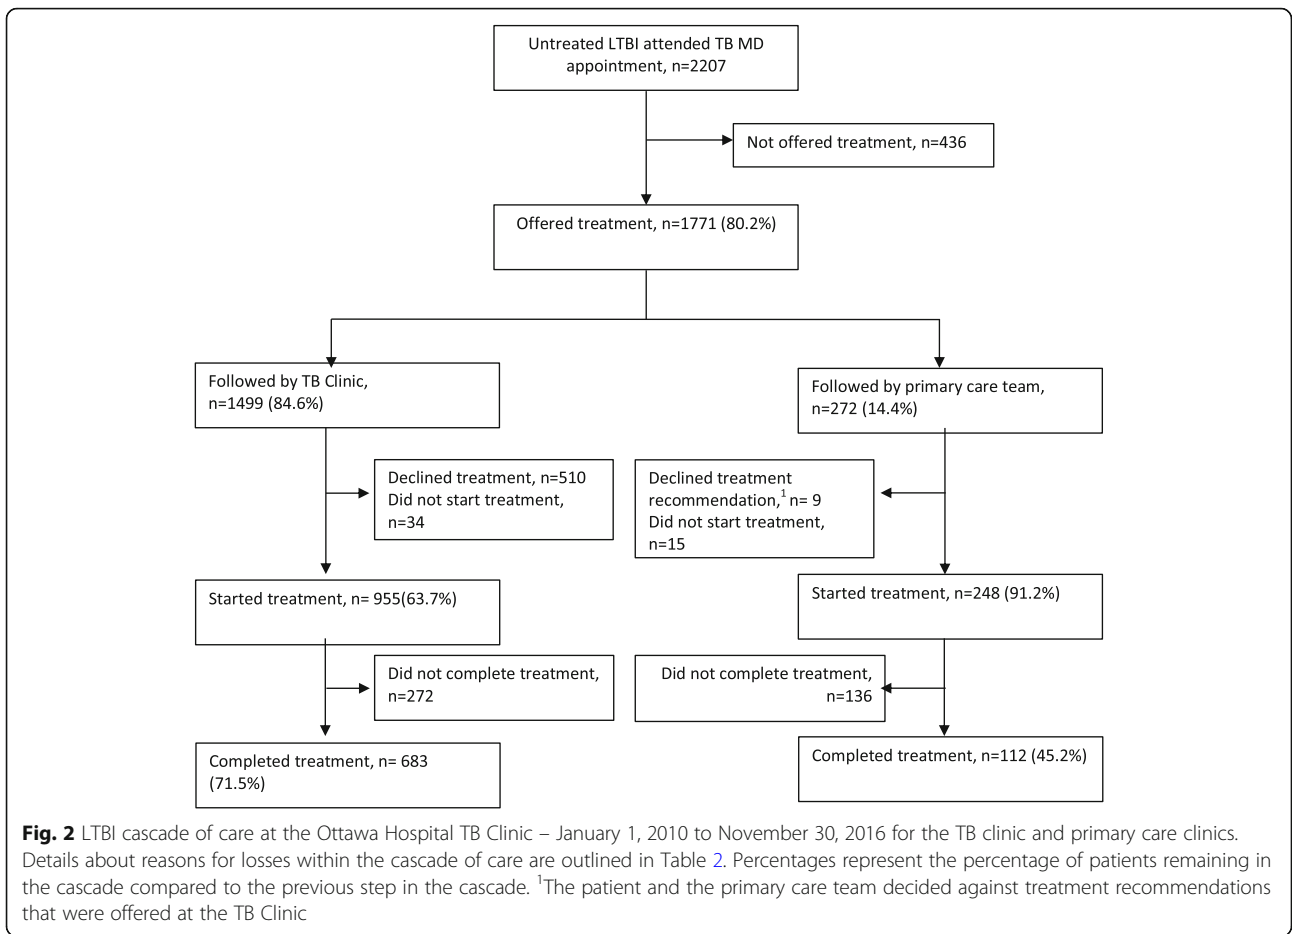 Untreated LTBI attended TB MD
appointment, n=2207
Not offered treatment, n=436
Offered treatment, n=1771 (80.2%)
Followed by TB Clinic,
n=1499 (84.6%)
Followed by primary care team,
n=272 (14.4%)
Declined treatment, n=510
Did not start treatment,
n=34
Declined treatment
recommendation,1 n= 9
Did not start treatment,
n=15
Started treatment, n= 955(63.7%)
Started treatment, n=248 (91.2%)
Did not complete treatment,
n=272
Did not complete treatment,
n=136
Completed treatment, n= 683
(71.5%)
Completed treatment, n=112 (45.2%)
Fig. 2 LTBI cascade of care at the Ottawa Hospital TB Clinic – January 1, 2010 to November 30, 2016 for the TB clinic and primary care clinics.
Details about reasons for losses within the cascade of care are outlined in Table 2. Percentages represent the percentage of patients remaining in
the cascade compared to the previous step in the cascade. 1The patient and the primary care team decided against treatment recommendations
that were offered at the TB Clinic